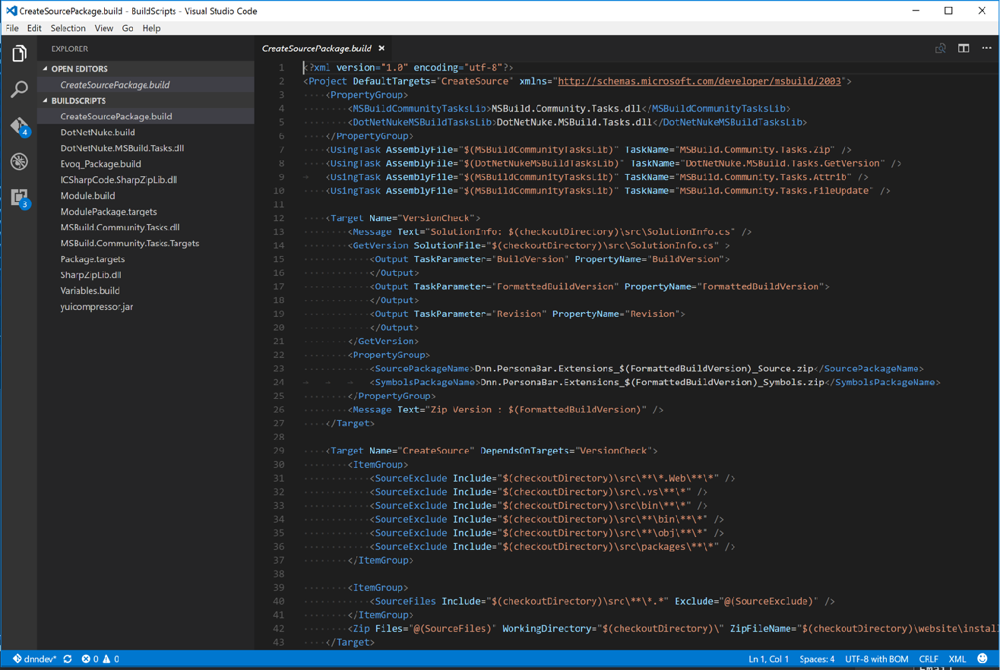 CreateSourcePackage.build - BuildScripts - Visual Studio Code
File Edit Selection View Go Help
EXPLORER
OPEN EDITORS
CreateSourcePackage.build
BUILDSCRIPTS
CreateSourcePackage.build
DotNetNuke.build
DotNetNuke.MSBuild.Tasks.dll
Evoq_Package.build
ICSharpCode.SharpZipLib.dll
Module.build
ModulePackage.targets
MSBuild.Community.Tasks.dll
MSBuild.Community.Tasks.Targets
Package.targets
SharpZipLib.dll
Variables.build
yuicompressor.jar
4
3
CreateSourcePackage.build
1 <?xml version="1.0" encoding="utf-8"?>
2 <Project DefaultTargets="CreateSource" xmlns="http://schemas.microsoft.com/developer/msbuild/2003">
3 <PropertyGroup>
4 <MSBuildCommunityTasksLib>MSBuild.Community.Tasks.dll</MSBuildCommunityTasksLib>
5 <DotNetNukeMSBuildTasksLib>DotNetNuke.MSBuild.Tasks.dll</DotNetNukeMSBuildTasksLib>
6 </PropertyGroup>
7 <UsingTask AssemblyFile="$(MSBuildCommunityTasksLib)" TaskName="MSBuild.Community.Tasks.Zip" />
8 <UsingTask AssemblyFile="$(DotNetNukeMSBuildTasksLib)" TaskName="DotNetNuke.MSBuild.Tasks.GetVersion" />
9 <UsingTask AssemblyFile="$(MSBuildCommunityTasksLib)" TaskName="MSBuild.Community.Tasks.Attrib" />
10 <UsingTask AssemblyFile="$(MSBuildCommunityTasksLib)" TaskName="MSBuild.Community.Tasks.FileUpdate" />
11
12 <Target Name="VersionCheck">
13 <Message Text="SolutionInfo: $(checkoutDirectory)\src\SolutionInfo.cs" />
14 <GetVersion SolutionFile="$(checkoutDirectory)\src\SolutionInfo.cs" >
15 <Output TaskParameter="BuildVersion" PropertyName="BuildVersion">
16 </Output>
17 <Output TaskParameter="FormattedBuildVersion" PropertyName="FormattedBuildVersion">
18 </Output>
19 <Output TaskParameter="Revision" PropertyName="Revision">
20 </Output>
21 </GetVersion>
22 <PropertyGroup>
23 <SourcePackageName>Dnn.PersonaBar.Extensions_$(FormattedBuildVersion)_Source.zip</SourcePackageName>
24 <SymbolsPackageName>Dnn.PersonaBar.Extensions_$(FormattedBuildVersion)_Symbols.zip</SymbolsPackageName>
25 </PropertyGroup>
26 <Message Text="Zip Version : $(FormattedBuildVersion)" />
27 </Target>
28
29 <Target Name="CreateSource" DependsOnTargets="VersionCheck">
30 <ItemGroup>
31 <SourceExclude Include="$(checkoutDirectory)\src\**\*.Web\**\*" />
32 <SourceExclude Include="$(checkoutDirectory)\src\.vs\**\*" />
33 <SourceExclude Include="$(checkoutDirectory)\src\bin\**\*" />
34 <SourceExclude Include="$(checkoutDirectory)\src\**\bin\**\*" />
35 <SourceExclude Include="$(checkoutDirectory)\src\**\obj\**\*" />
36 <SourceExclude Include="$(checkoutDirectory)\src\packages\**\*" />
37 </ItemGroup>
38
39 <ItemGroup>
40 <SourceFiles Include="$(checkoutDirectory)\src\**\*.*" Exclude="@(SourceExclude)" />
41 </ItemGroup>
42 <Zip Files="@(SourceFiles)" WorkingDirectory="$(checkoutDirectory)\" ZipFileName="$(checkoutDirectory)\website\instal
43 </Target>
dnndev* 0 0 Ln 1, Col 1 Spaces: 4 UTF-8 with BOM CRLF XML